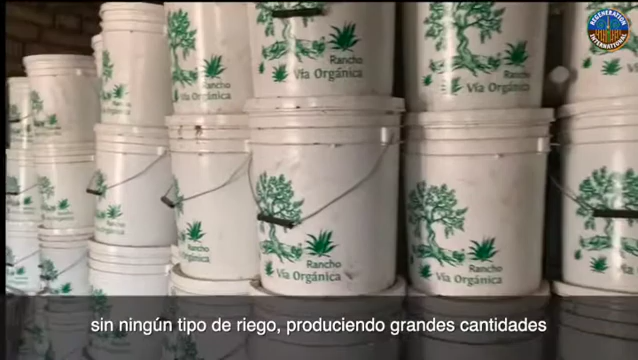 REGENERATION
INTERNATIONAL
Rancho
Vía Orgánica
Rancho
Vía Orgánica
Rancho
Vía Orgánica
Rancho
Vía Orgánica
Rancho
Vía Orgánica
sin ningún tipo de riego, produciendo grandes cantidades